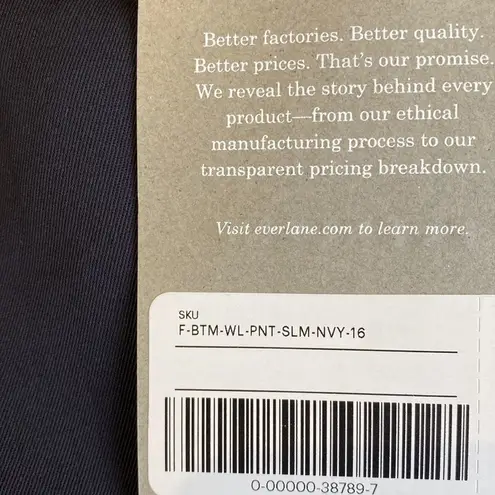 Better factories. Better quality.
Better prices. That's our promise.
We reveal the story behind every
product—from our ethical
manufacturing process to our
transparent pricing breakdown.
Visit everlane.com to learn more.
SKU
F-BTM-WL-PNT-SLM-NVY-16
0-00000-38789-7